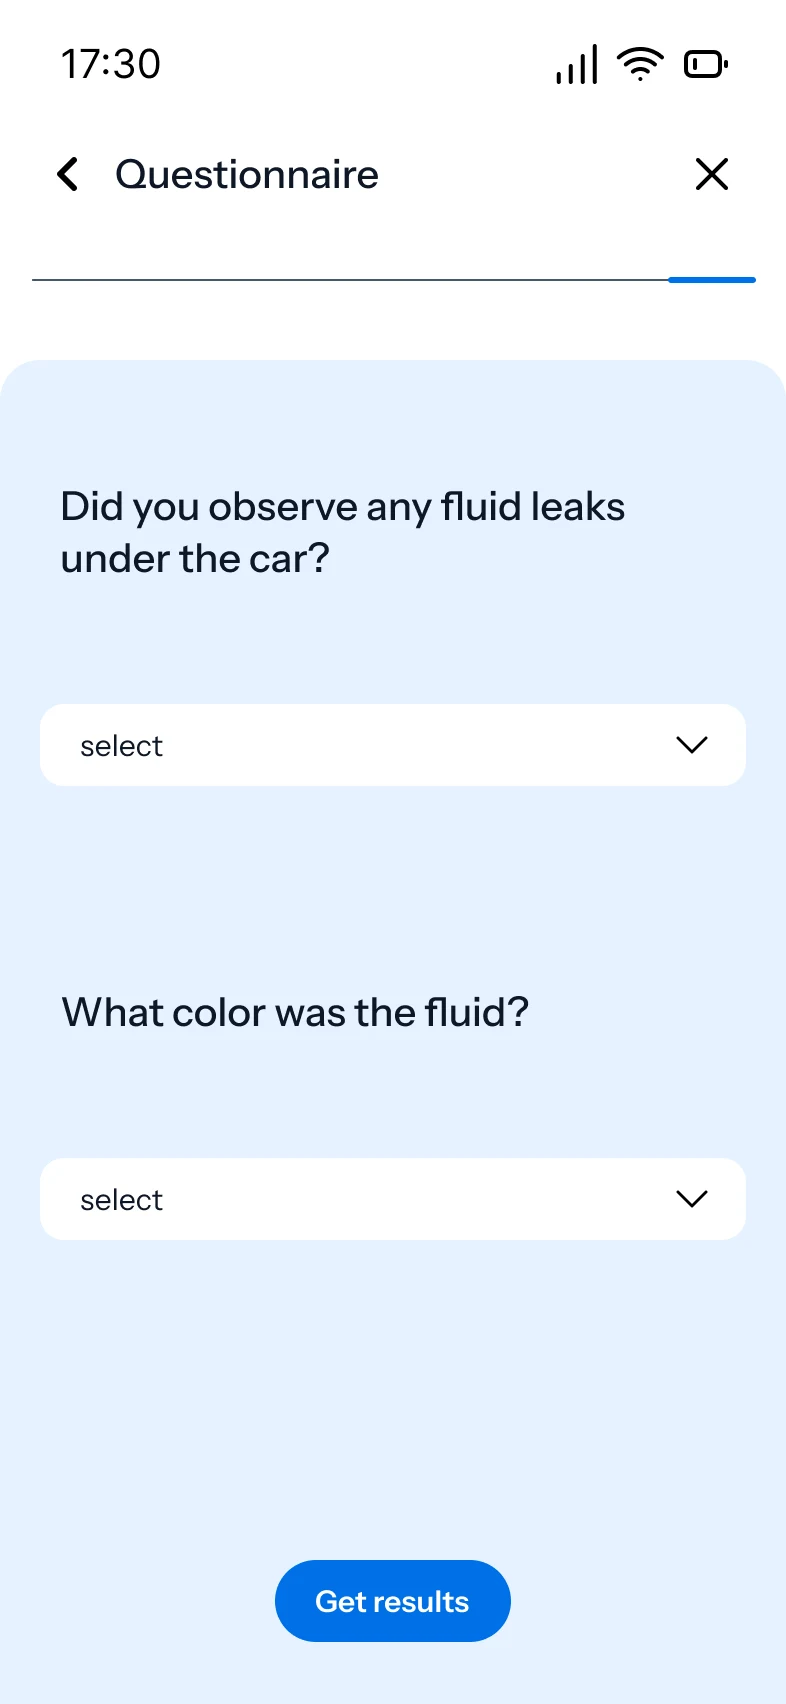 17:30
Questionnaire
Did you observe any fluid leaks
under the car?
select
What color was the fluid?
select
Get results